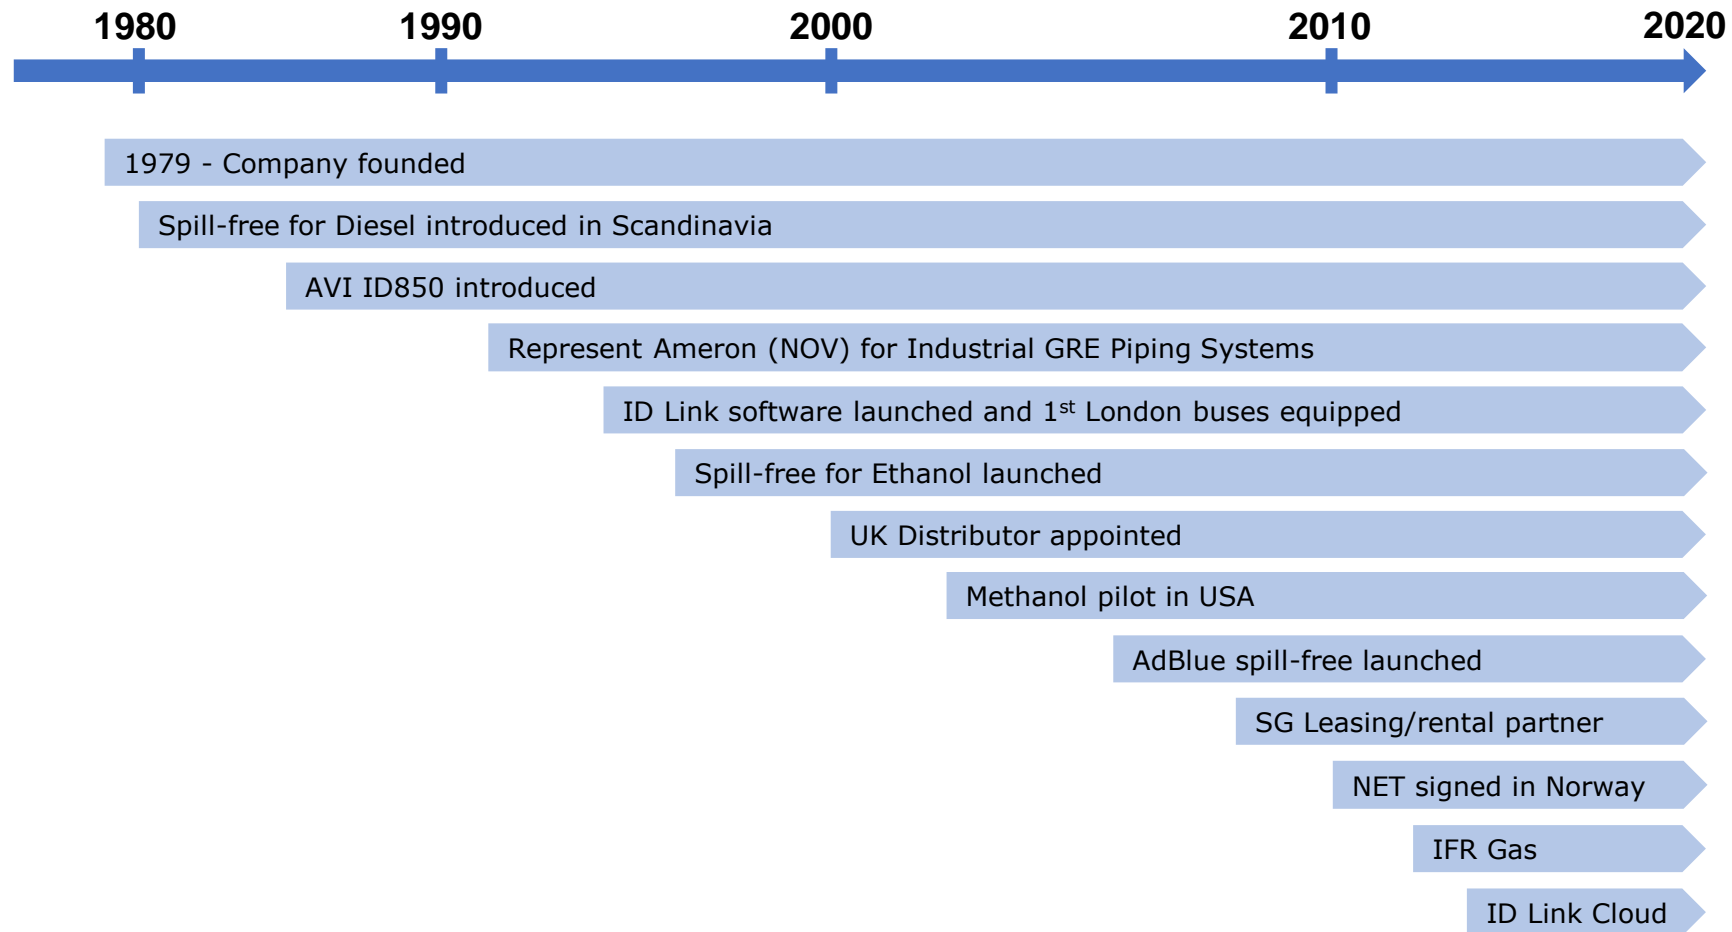 1980 1990 2000 2010 2020
1979 - Company founded
Spill-free for Diesel introduced in Scandinavia
AVI ID850 introduced
Represent Ameron (NOV) for Industrial GRE Piping Systems
ID Link software launched and 1st London buses equipped
Spill-free for Ethanol launched
UK Distributor appointed
Methanol pilot in USA
AdBlue spill-free launched
SG Leasing/rental partner
NET signed in Norway
IFR Gas
ID Link Cloud